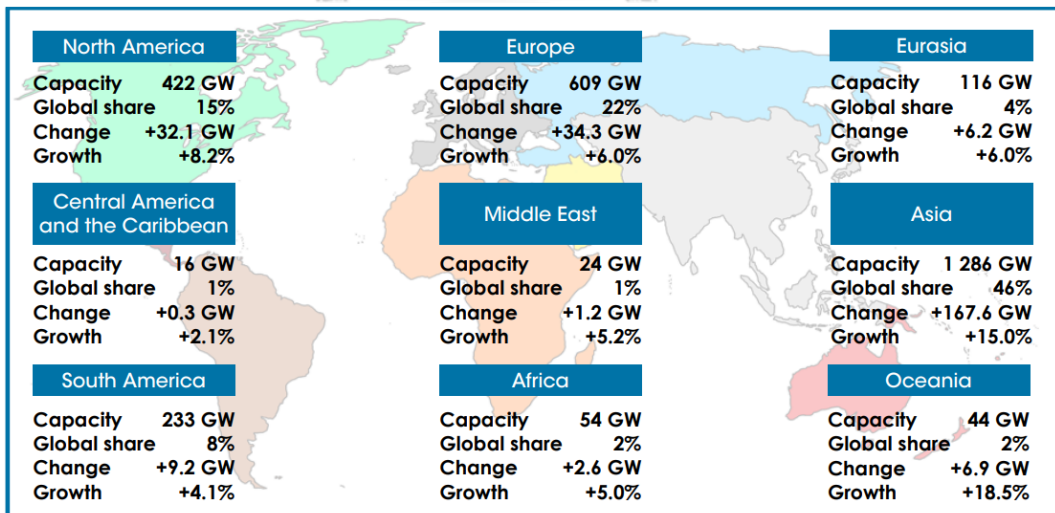 North America
Capacity 422 GW
Global share 15%
Change +32.1 GW
Growth +8.2%
Europe
Capacity 609 GW
Global share 22%
Change +34.3 GW
Growth +6.0%
Eurasia
Capacity 116 GW
Global share 4%
Change +6.2 GW
Growth +6.0%
Central America
and the Caribbean
Capacity 16 GW
Global share 1%
Change +0.3 GW
Growth +2.1%
Middle East
Capacity 24 GW
Global share 1%
Change +1.2 GW
Growth +5.2%
Asia
Capacity 1 286 GW
Global share 46%
Change +167.6 GW
Growth +15.0%
South America
Capacity 233 GW
Global share 8%
Change +9.2 GW
Growth +4.1%
Africa
Capacity 54 GW
Global share 2%
Change +2.6 GW
Growth +5.0%
Oceania
Capacity 44 GW
Global share 2%
Change +6.9 GW
Growth +18.5%